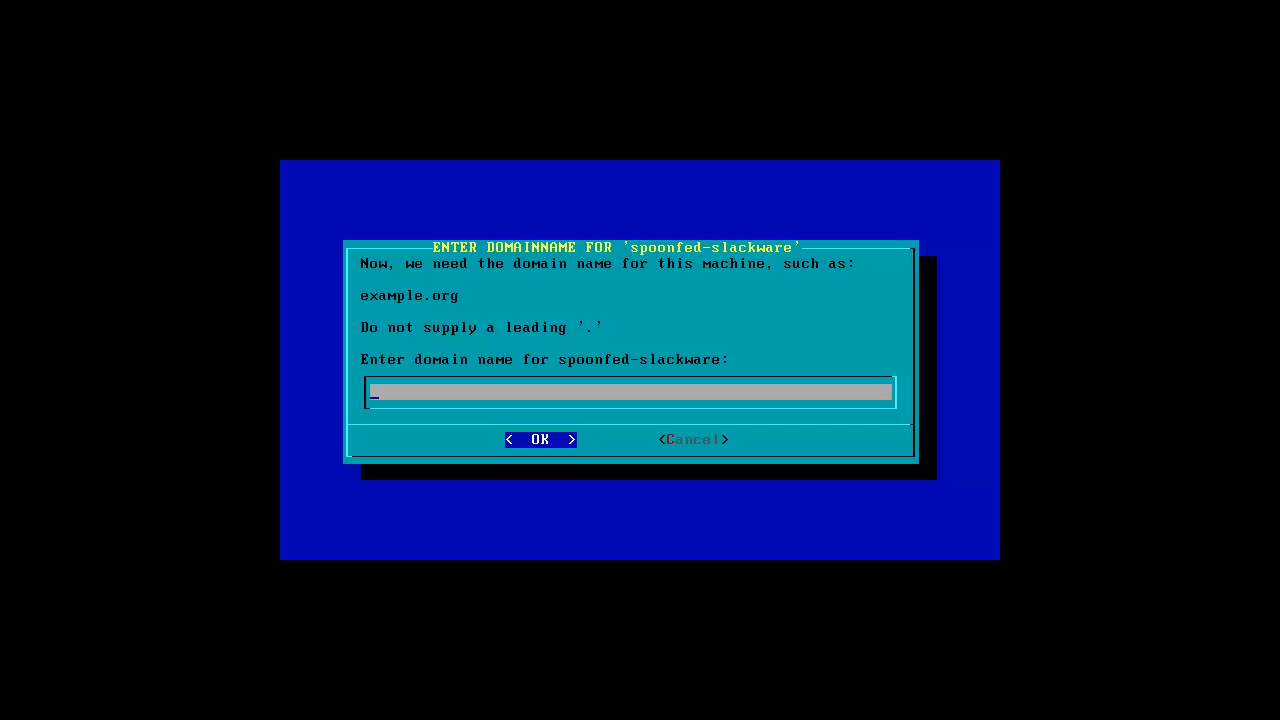 ENTER DOMAINNAME FOR 'spoonfed-slackware'
Now, we need the domain name for this machine, such as:
example.org
Do not supply a leading '.'
Enter domain name for spoonfed-slackware:
< OK > <Cancel>